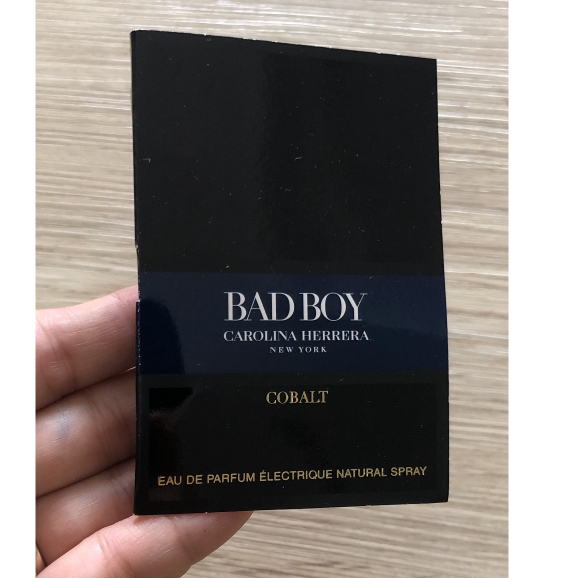 BAD BOY
CAROLINA HERRERA
NEW YORK
COBALT
EAU DE PARFUM ÉLECTRIQUE NATURAL SPRAY